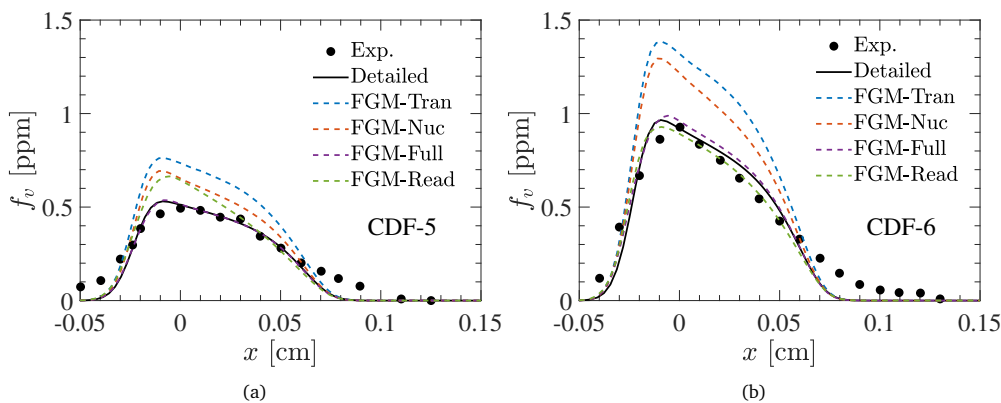 1.5
1
0.5
0
f_v [ppm]
Exp.
Detailed
FGM-Tran
FGM-Nuc
FGM-Full
FGM-Read
CDF-5
-0.05
0
0.05
0.1
0.15
x [cm]
(a)
1.5
1
0.5
0
f_v [ppm]
Exp.
Detailed
FGM-Tran
FGM-Nuc
FGM-Full
FGM-Read
CDF-6
-0.05
0
0.05
0.10
0.15
x [cm]
(b)